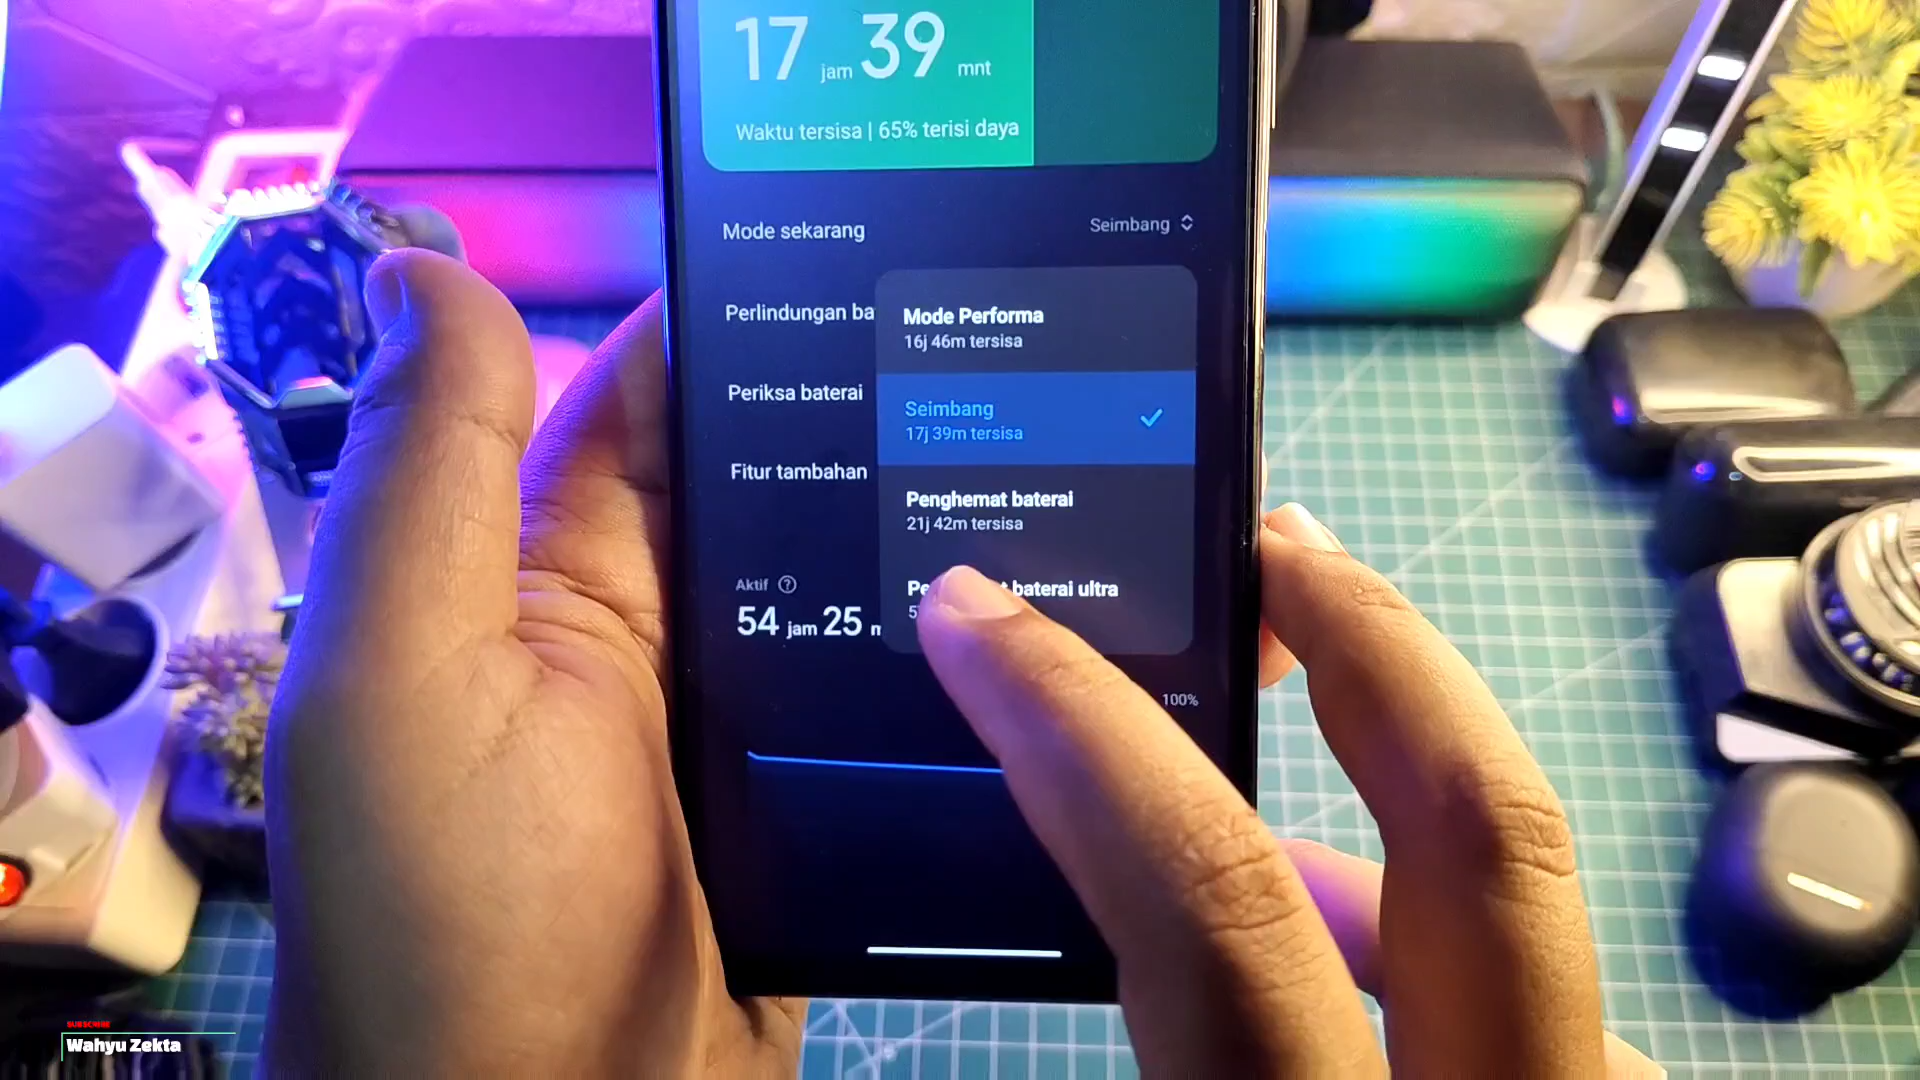 17 jam 39 mnt
Waktu tersisa | 65% terisi daya
Mode sekarang
Seimbang
Perlindungan ba
Mode Performa
16j 46m tersisa
Periksa baterai
Seimbang
17j 39m tersisa
Fitur tambahan
Penghemat baterai
21j 42m tersisa
baterai ultra
Aktif ?
54 jam 25
100%
SUBSCRIBE
Wahyu Zekta